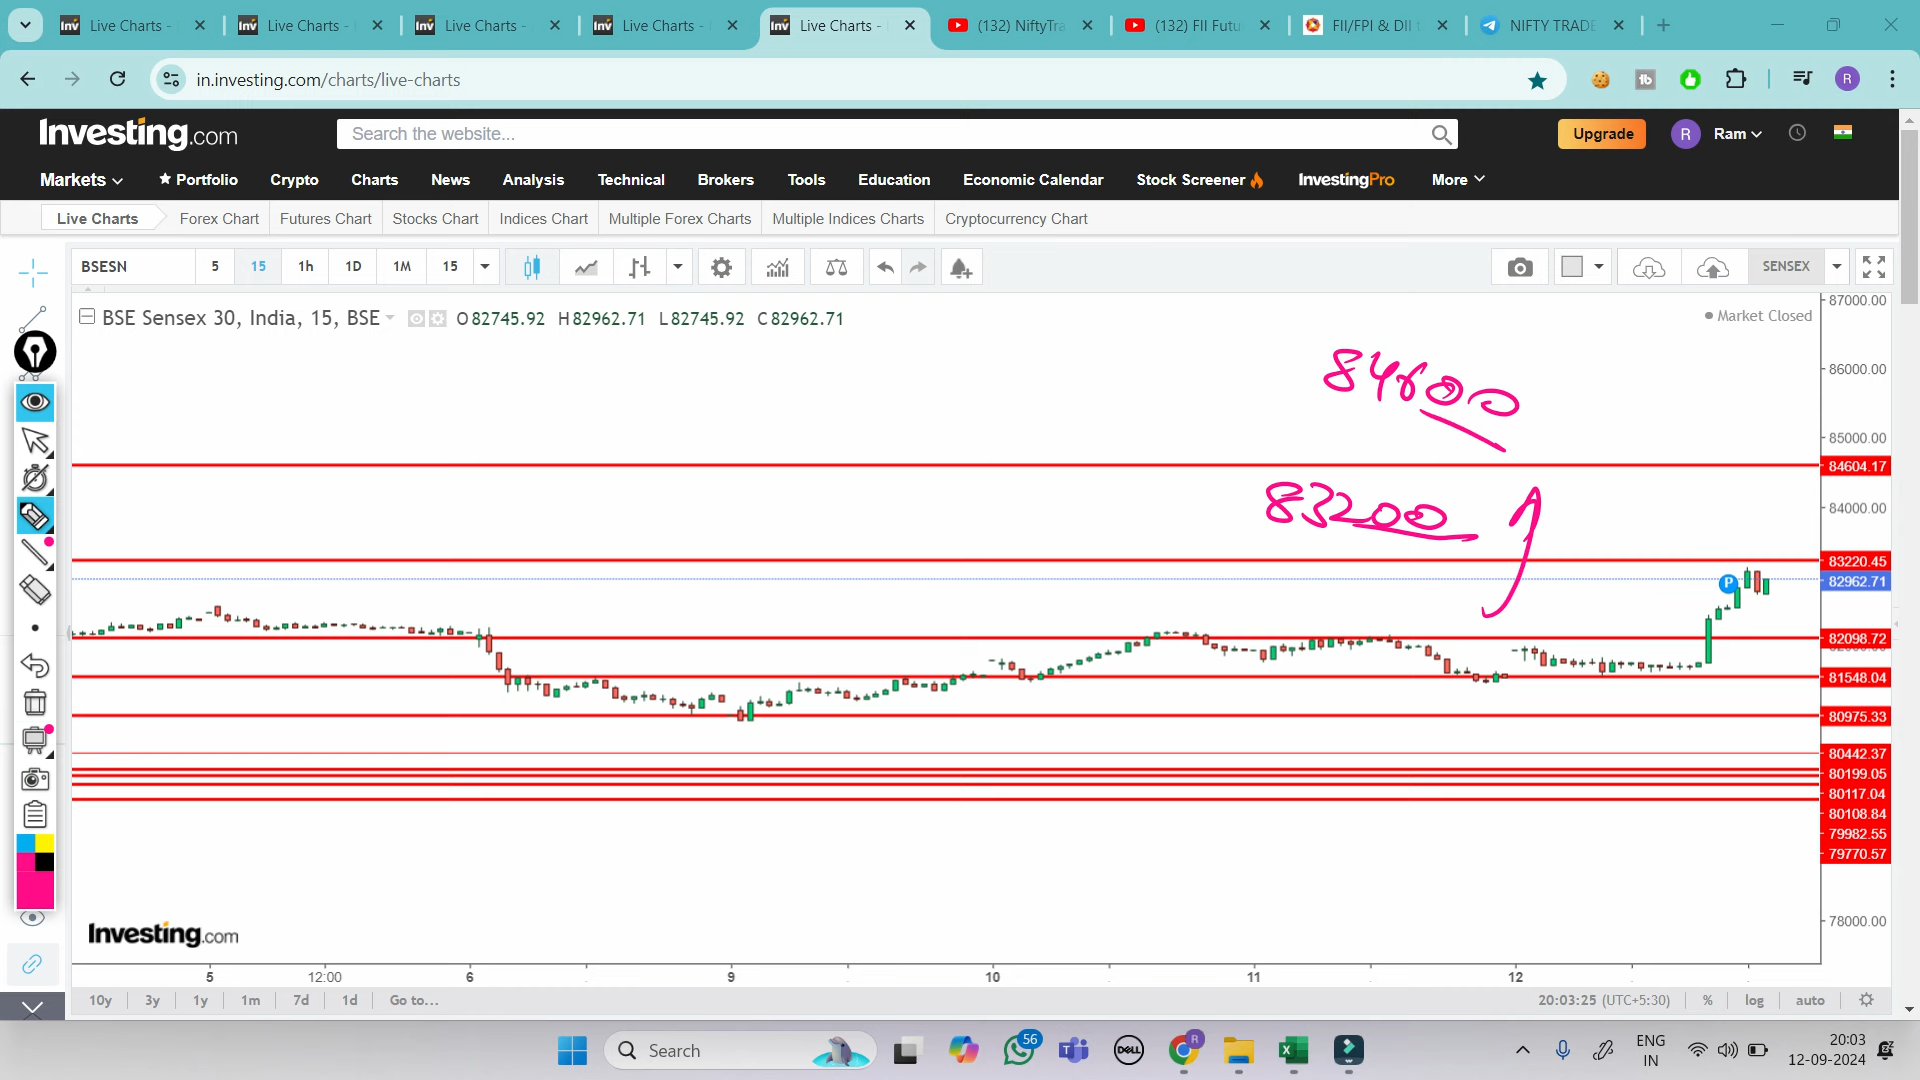 Live Charts - Live Charts - Live Charts - Live Charts - Live Charts - (132) NiftyTra (132) FII Futu FII/FPI & DII NIFTY TRADE
in.investing.com/charts/live-charts
R
Investing.com
Search the website...
Upgrade
R
Ram
Markets
Portfolio
Crypto
Charts
News
Analysis
Technical
Brokers
Tools
Education
Economic Calendar
Stock Screener
InvestingPro
More
Live Charts
Forex Chart
Futures Chart
Stocks Chart
Indices Chart
Multiple Forex Charts
Multiple Indices Charts
Cryptocurrency Chart
BSESN
5
15
1h
1D
1M
15
SENSEX
BSE Sensex 30, India, 15, BSE
O82745.92 H82962.71 L82745.92 C82962.71
Market Closed
87000.00
86000.00
85000.00
84604.17
84000.00
83220.45
82962.71
82098.72
81548.04
80975.33
80442.37
80199.05
80117.04
80108.84
79982.55
79770.57
78000.00
84600
83200
P
Investing.com
5
12:00
6
9
10
11
12
10y
3y
1y
1m
7d
1d
Go to...
20:03:25 (UTC+5:30)
%
log
auto
Search
56
DELL
R
ENG
IN
20:03
12-09-2024